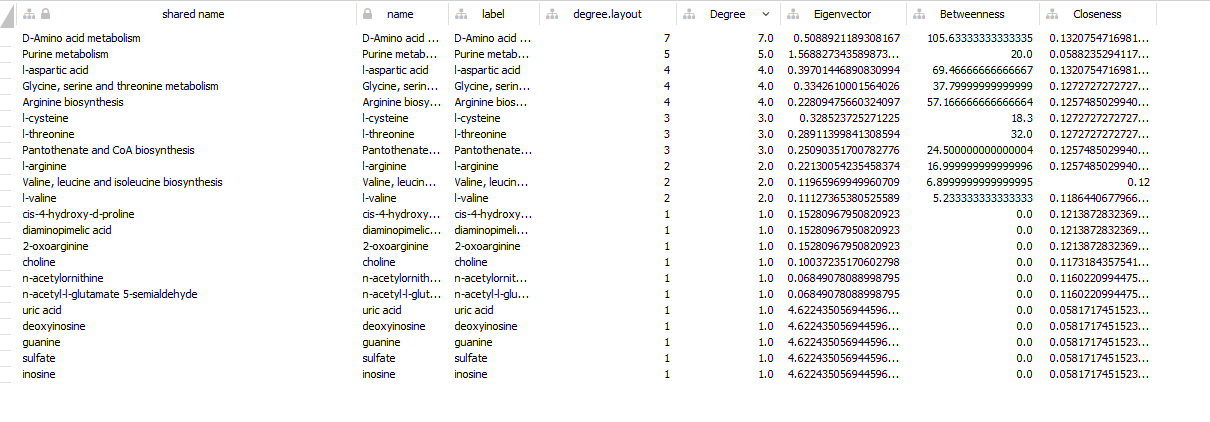 shared name name label degree.layout Degree Eigenvector Betweenness Closeness
D-Amino acid metabolism D-Amino acid ... D-Amino acid ... 7 7.0 0.5088921189308167 105.63333333333335 0.1320754716981...
Purine metabolism Purine metab... Purine metab... 5 5.0 1.568827343589873... 20.0 0.0588235294117...
l-aspartic acid l-aspartic acid l-aspartic acid 4 4.0 0.39701446890830994 69.46666666666667 0.1320754716981...
Glycine, serine and threonine metabolism Glycine, serin... Glycine, serin... 4 4.0 0.3342610001564026 37.79999999999999 0.1272727272727...
Arginine biosynthesis Arginine biosy... Arginine bios... 4 4.0 0.22809475660324097 57.166666666666664 0.1257485029940...
l-cysteine l-cysteine l-cysteine 3 3.0 0.328523725271225 18.3 0.1272727272727...
l-threonine l-threonine l-threonine 3 3.0 0.28911399841308594 32.0 0.1272727272727...
Pantothenate and CoA biosynthesis Pantothenate... Pantothenate... 3 3.0 0.25090351700782776 24.500000000000004 0.1257485029940...
l-arginine l-arginine l-arginine 2 2.0 0.22130054235458374 16.999999999999996 0.1257485029940...
Valine, leucine and isoleucine biosynthesis Valine, leucin... Valine, leucin... 2 2.0 0.11965969949960709 6.8999999999999995 0.12
l-valine l-valine l-valine 2 2.0 0.11127365380525589 5.233333333333333 0.1186440677966...
cis-4-hydroxy-d-proline cis-4-hydroxy... cis-4-hydroxy... 1 1.0 0.15280967950820923 0.0 0.1213872832369...
diaminopimelic acid diaminopimelic... diaminopimeli... 1 1.0 0.15280967950820923 0.0 0.1213872832369...
2-oxoarginine 2-oxoarginine 2-oxoarginine 1 1.0 0.15280967950820923 0.0 0.1213872832369...
choline choline choline 1 1.0 0.10037235170602798 0.0 0.1173184357541...
n-acetylornithine n-acetylornith... n-acetylornit... 1 1.0 0.06849078088998795 0.0 0.1160220994475...
n-acetyl-l-glutamate 5-semialdehyde n-acetyl-l-glut... n-acetyl-l-glu... 1 1.0 0.06849078088998795 0.0 0.1160220994475...
uric acid uric acid uric acid 1 1.0 4.622435056944596... 0.0 0.0581717451523...
deoxyinosine deoxyinosine deoxyinosine 1 1.0 4.622435056944596... 0.0 0.0581717451523...
guanine guanine guanine 1 1.0 4.622435056944596... 0.0 0.0581717451523...
sulfate sulfate sulfate 1 1.0 4.622435056944596... 0.0 0.0581717451523...
inosine inosine inosine 1 1.0 4.622435056944596... 0.0 0.0581717451523...